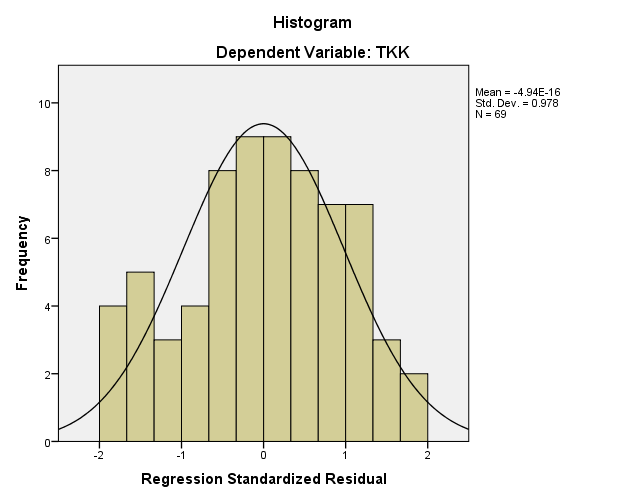 Histogram
Dependent Variable: TKK
Mean = -4.94E-16
Std. Dev. = 0.978
N = 69
Frequency
10
8
6
4
2
0
-2 -1 0 1 2
Regression Standardized Residual